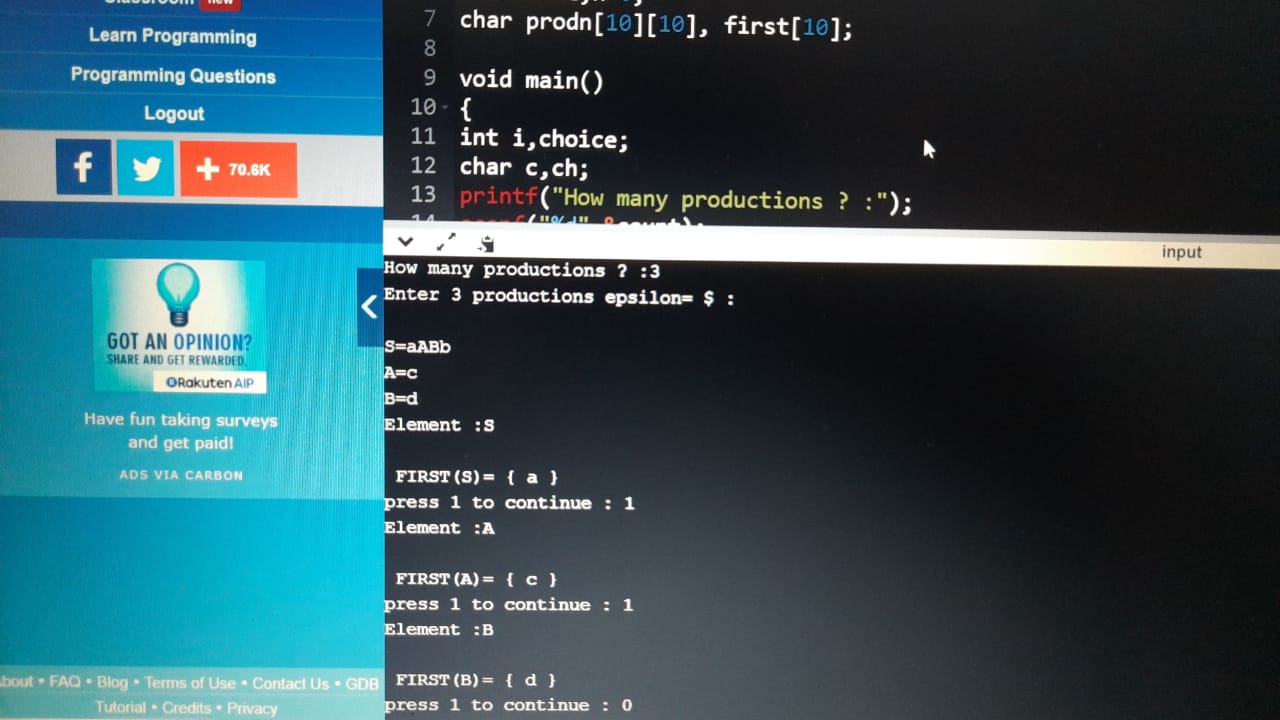 Classroom new
Learn Programming
Programming Questions
Logout
f
+ 70.6K
GOT AN OPINION?
SHARE AND GET REWARDED.
Rakuten AIP
Have fun taking surveys
and get paid!
ADS VIA CARBON
bout • FAQ • Blog • Terms of Use • Contact Us • GDB
Tutorial • Credits • Privacy
7 char prodn[10][10], first[10];
8
9 void main()
10 {
11 int i,choice;
12 char c,ch;
13 printf("How many productions ? :");
14 scanf("%d",&count);
input
How many productions ? :3
Enter 3 productions epsilon= $ :
S=aABb
A=c
B=d
Element :S
FIRST(S)= { a }
press 1 to continue : 1
Element :A
FIRST(A)= { c }
press 1 to continue : 1
Element :B
FIRST(B)= { d }
press 1 to continue : 0